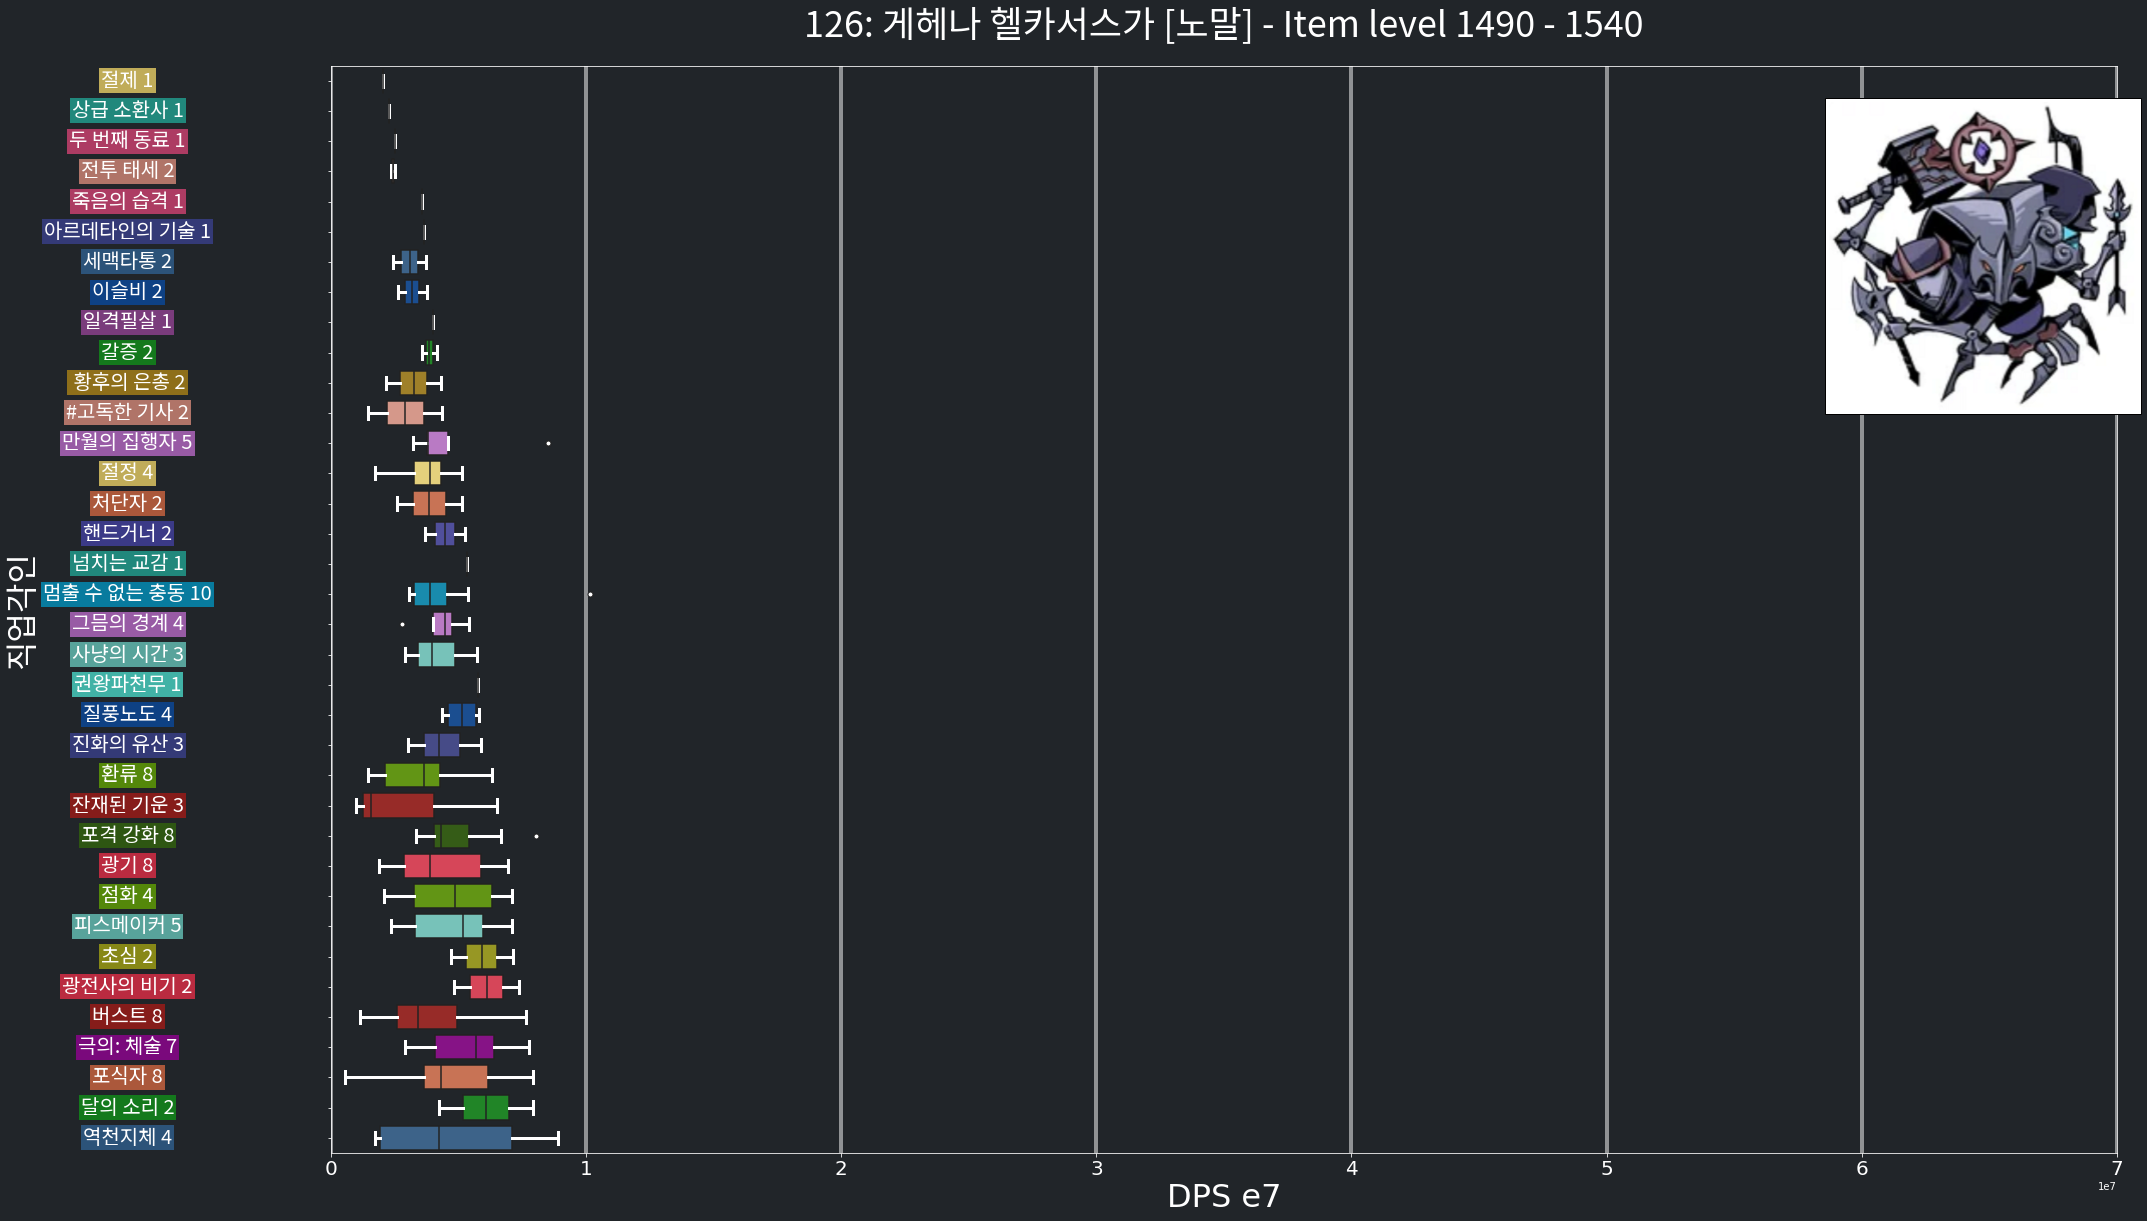 126: 게헤나 헬카서스가 [노말] - Item level 1490 - 1540
절제 1
상급 소환사 1
두 번째 동료 1
전투 태세 2
죽음의 습격 1
아르데타인의 기술 1
세맥타통 2
이슬비 2
일격필살 1
갈증 2
황후의 은총 2
#고독한 기사 2
만월의 집행자 5
절정 4
처단자 2
핸드거너 2
넘치는 교감 1
멈출 수 없는 충동 10
그믐의 경계 4
사냥의 시간 3
권왕파천무 1
질풍노도 4
진화의 유산 3
환류 8
잔재된 기운 3
포격 강화 8
광기 8
점화 4
피스메이커 5
초심 2
광전사의 비기 2
버스트 8
극의: 체술 7
포식자 8
달의 소리 2
역천지체 4
직업각인
0 1 2 3 4 5 6 7
DPS e7
1e7